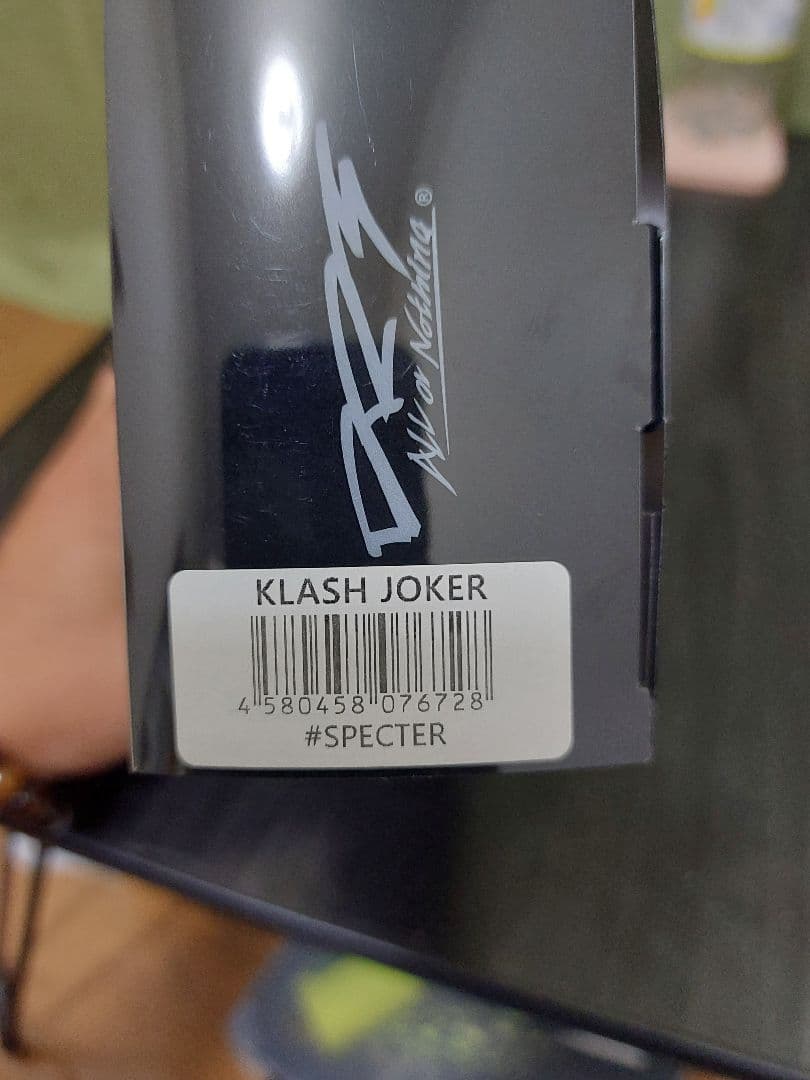 All or Nothing ®
KLASH JOKER
4 580458 076728
#SPECTER